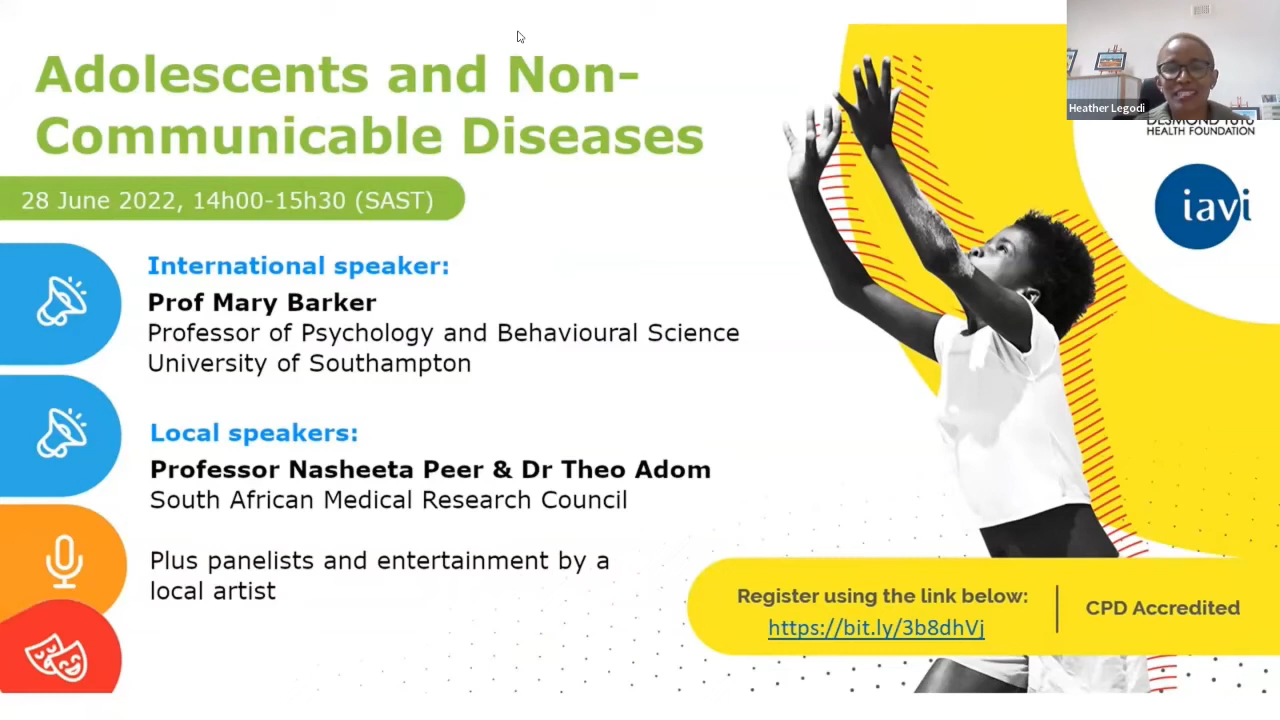 Adolescents and Non-
Communicable Diseases
28 June 2022, 14h00-15h30 (SAST)
International speaker:
Prof Mary Barker
Professor of Psychology and Behavioural Science
University of Southampton
Local speakers:
Professor Nasheeta Peer & Dr Theo Adom
South African Medical Research Council
Plus panelists and entertainment by a
local artist
Heather Legodi
DESMOND TUTU
HEALTH FOUNDATION
iavi
Register using the link below:
https://bit.ly/3b8dhVj
CPD Accredited